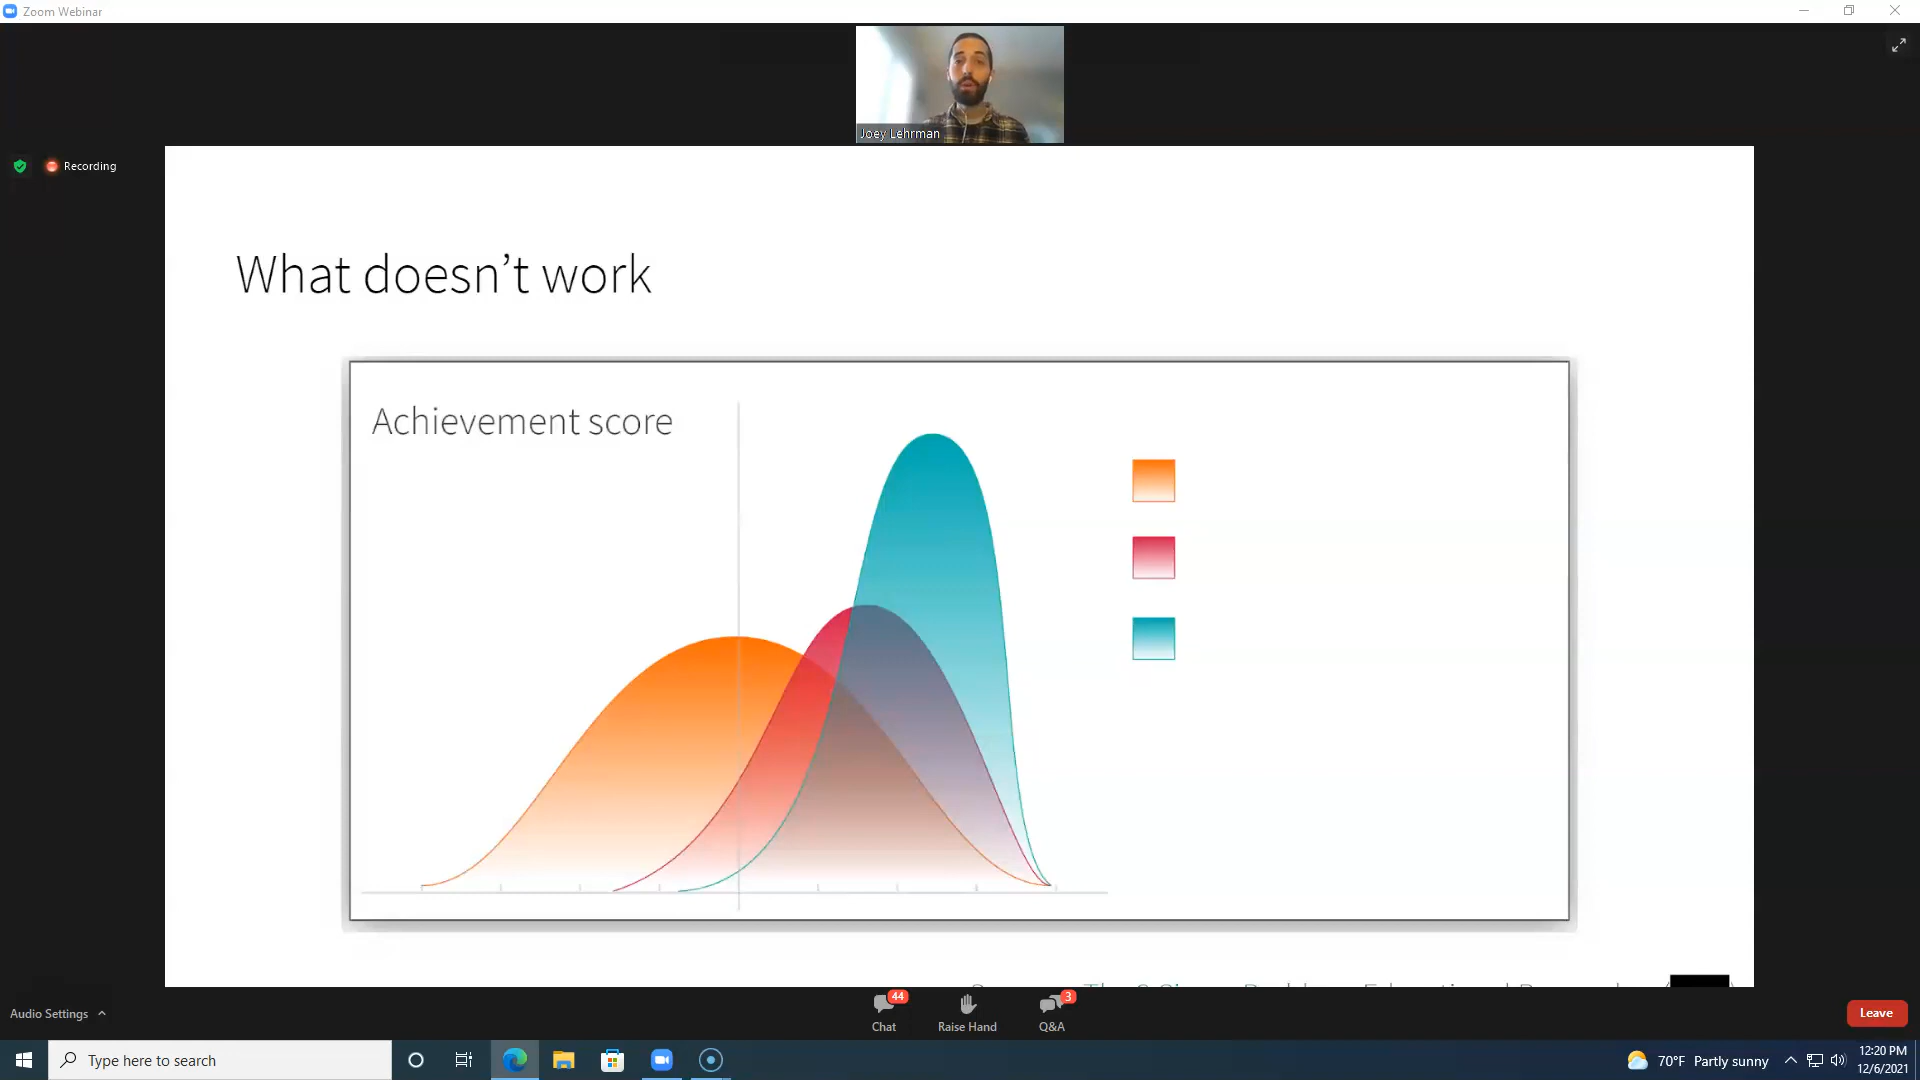 Zoom Webinar
Joey Lehrman
Recording
What doesn’t work
Achievement score
44
3
Audio Settings
Chat
Raise Hand
Q&A
Leave
Type here to search
70°F Partly sunny
12:20 PM
12/6/2021